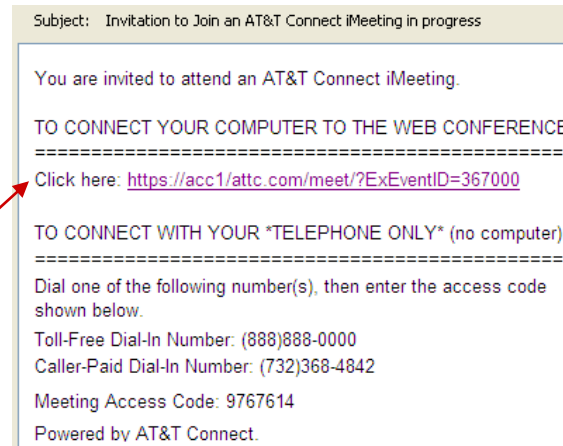 Subject: Invitation to Join an AT&T Connect iMeeting in progress
You are invited to attend an AT&T Connect iMeeting.
TO CONNECT YOUR COMPUTER TO THE WEB CONFERENCE
================================================
Click here: https://acc1/attc.com/meet/?ExEventID=367000
TO CONNECT WITH YOUR *TELEPHONE ONLY* (no computer)
================================================
Dial one of the following number(s), then enter the access code
shown below.
Toll-Free Dial-In Number: (888)888-0000
Caller-Paid Dial-In Number: (732)368-4842
Meeting Access Code: 9767614
Powered by AT&T Connect.